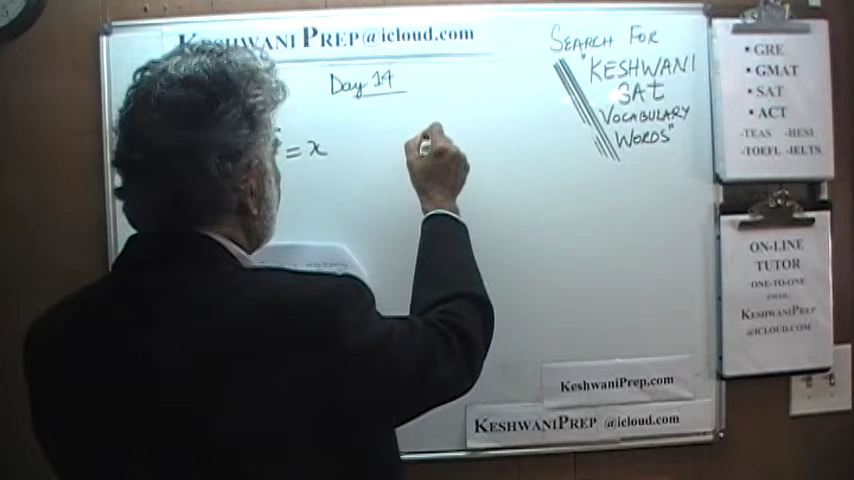 KESHWANI PREP@icloud.com
Day 14
= x
SEARCH FOR
"KESHWANI
SAT
VOCABULARY
WORDS"
• GRE
• GMAT
• SAT
• ACT
-TEAS -HESI
-TOEFL -IELTS
ON-LINE
TUTOR
ONE-TO-ONE
KESHWANIPREP
@ICLOUD.COM
KeshwaniPrep.com
KESHWANIPREP @icloud.com